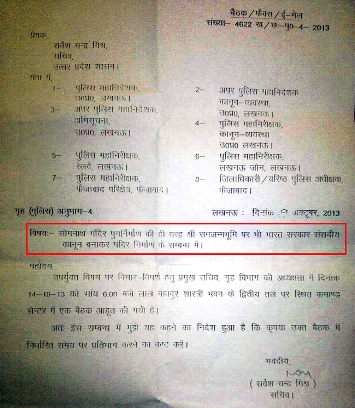 बैठक/फैक्स/ई-मेल
संख्या- 4622 ख/छ-पु0-4- 2013
प्रेषक,
सर्वेश चन्द्र मिश्र,
सचिव,
उत्तर प्रदेश शासन।
सेवा में,
1- पुलिस महानिदेशक
उ0प्र0, लखनऊ।
2- अपर पुलिस महानिदेशक
कानून-व्यवस्था
उ0प्र0, लखनऊ।
3- अपर पुलिस महानिदेशक,
अभिसूचना,
उ0प्र0, लखनऊ।
4- पुलिस महानिरीक्षक,
कानून-व्यवस्था
उ0प्र0, लखनऊ।
5- पुलिस महानिरीक्षक,
रेलवे, लखनऊ।
6- पुलिस महानिरीक्षक,
लखनऊ जोन, लखनऊ।
7- पुलिस महानिरीक्षक,
फैजाबाद परिक्षेत्र, फैजाबाद।
8- जिलाधिकारी/वरिष्ठ पुलिस अधीक्षक,
फैजाबाद।
गृह (पुलिस) अनुभाग-4
लखनऊ : दिनांक 9 अक्टूबर, 2013
विषय:- सोमनाथ मंदिर पुनर्निर्माण की ही तरह श्री रामजन्मभूमि पर भी भारत सरकार संसदीय
कानून बनाकर मंदिर निर्माण के सम्बन्ध में।
महोदय,
उपर्युक्त विषय पर विचार-विमर्श हेतु प्रमुख सचिव, गृह विभाग की अध्यक्षता में दिनांक
14-10-13 को सायं 6.00 बजे लाल बहादुर शास्त्री भवन के द्वितीय तल पर स्थित कमाण्ड
सेन्टर में एक बैठक आहूत की गयी है।
अतः इस सम्बन्ध में मुझे यह कहने का निदेश हुआ है कि कृपया उक्त बैठक में
निर्धारित समय पर प्रतिभाग करने का कष्ट करें।
भवदीय,
( सर्वेश चन्द्र मिश्र )
सचिव।